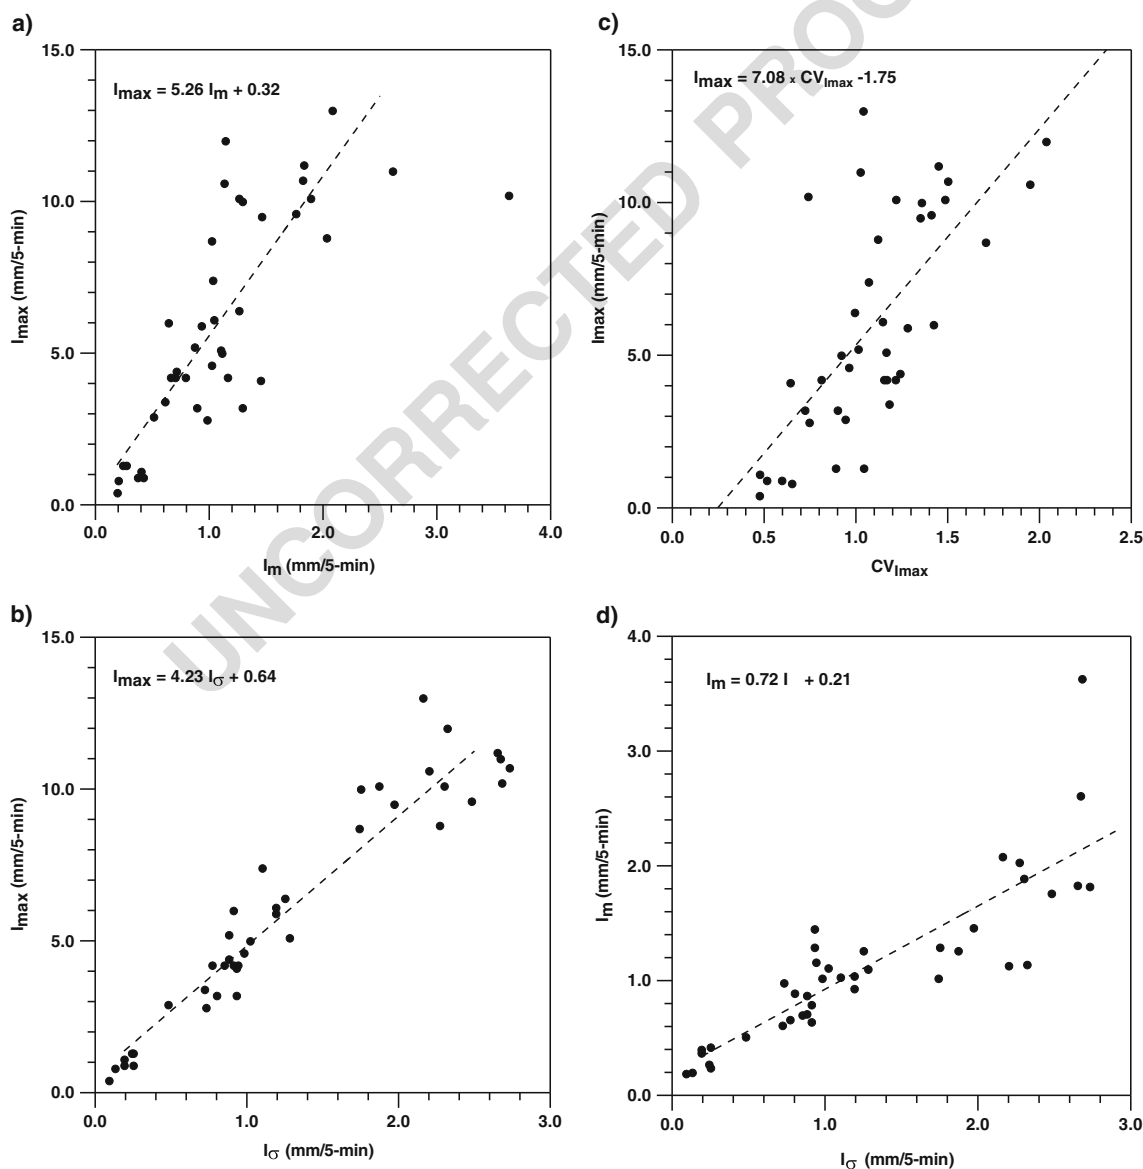 a)
15.0
10.0
5.0
0.0
Imax (mm/5-min)
Imax = 5.26 Im + 0.32
0.0 1.0 2.0 3.0 4.0
Im (mm/5-min)
c)
15.0
10.0
5.0
0.0
Imax (mm/5-min)
Imax = 7.08 x CVImax -1.75
0.0 0.5 1.0 1.5 2.0 2.5
CVImax
b)
15.0
10.0
5.0
0.0
Imax (mm/5-min)
Imax = 4.23 Iσ + 0.64
0.0 1.0 2.0 3.0
Iσ (mm/5-min)
d)
4.0
3.0
2.0
1.0
0.0
Im (mm/5-min)
Im = 0.72 I + 0.21
0.0 1.0 2.0 3.0
Iσ (mm/5-min)
UNCORRECTED PROO